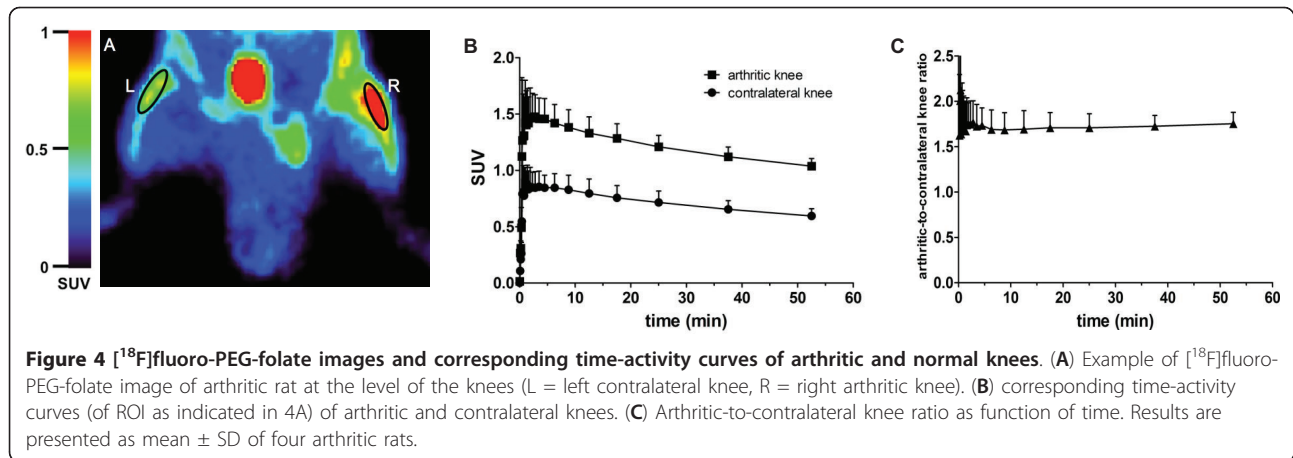 1
0.5
0
SUV
A
L
R
B
SUV
2.0
1.5
1.0
0.5
0.0
arthritic knee
contralateral knee
0 10 20 30 40 50 60
time (min)
C
arthritic-to-contralateral knee ratio
2.5
2.0
1.5
1.0
0.5
0.0
0 10 20 30 40 50 60
time (min)
Figure 4 [¹⁸F]fluoro-PEG-folate images and corresponding time-activity curves of arthritic and normal knees. (A) Example of [¹⁸F]fluoro-
PEG-folate image of arthritic rat at the level of the knees (L = left contralateral knee, R = right arthritic knee). (B) corresponding time-activity
curves (of ROI as indicated in 4A) of arthritic and contralateral knees. (C) Arthritic-to-contralateral knee ratio as function of time. Results are
presented as mean ± SD of four arthritic rats.